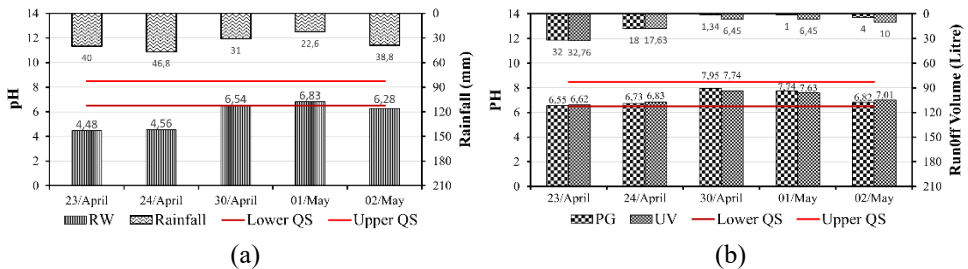 (a)
14
12
10
8
6
4
2
0
pH
0
30
60
90
120
150
180
210
Rainfall (mm)
40
46,8
31
22,6
38,8
4,48
4,56
6,54
6,83
6,28
23/April
24/April
30/April
01/May
02/May
RW
Rainfall
Lower QS
Upper QS
(a)
(b)
14
12
10
8
6
4
2
0
PH
0
30
60
90
120
150
180
210
Run0ff Volume (Litre)
32
32,76
18
17,63
1,34
6,45
1
6,45
4
10
6,55
6,62
6,73
6,83
7,95
7,74
7,74
7,63
6,82
7,01
23/April
24/April
30/April
01/May
02/May
PG
UV
Lower QS
Upper QS
(b)